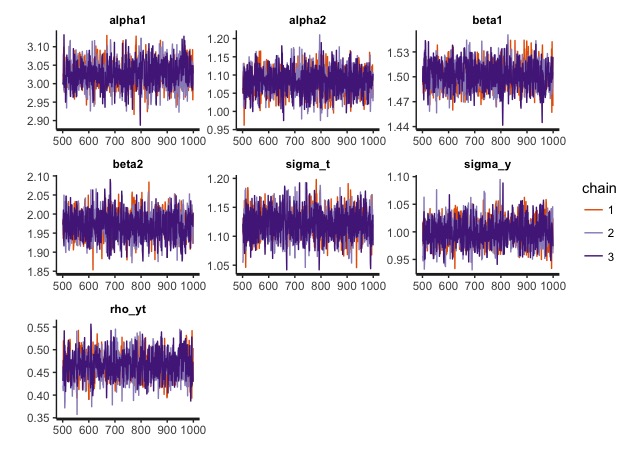 alpha1
3.10
3.05
3.00
2.95
2.90
500 600 700 800 900 1000
alpha2
1.20
1.15
1.10
1.05
1.00
0.95
500 600 700 800 900 1000
beta1
1.53
1.50
1.47
1.44
500 600 700 800 900 1000
beta2
2.10
2.05
2.00
1.95
1.90
1.85
500 600 700 800 900 1000
sigma_t
1.20
1.15
1.10
1.05
500 600 700 800 900 1000
sigma_y
1.10
1.05
1.00
0.95
500 600 700 800 900 1000
rho_yt
0.55
0.50
0.45
0.40
0.35
500 600 700 800 900 1000
chain
1
2
3